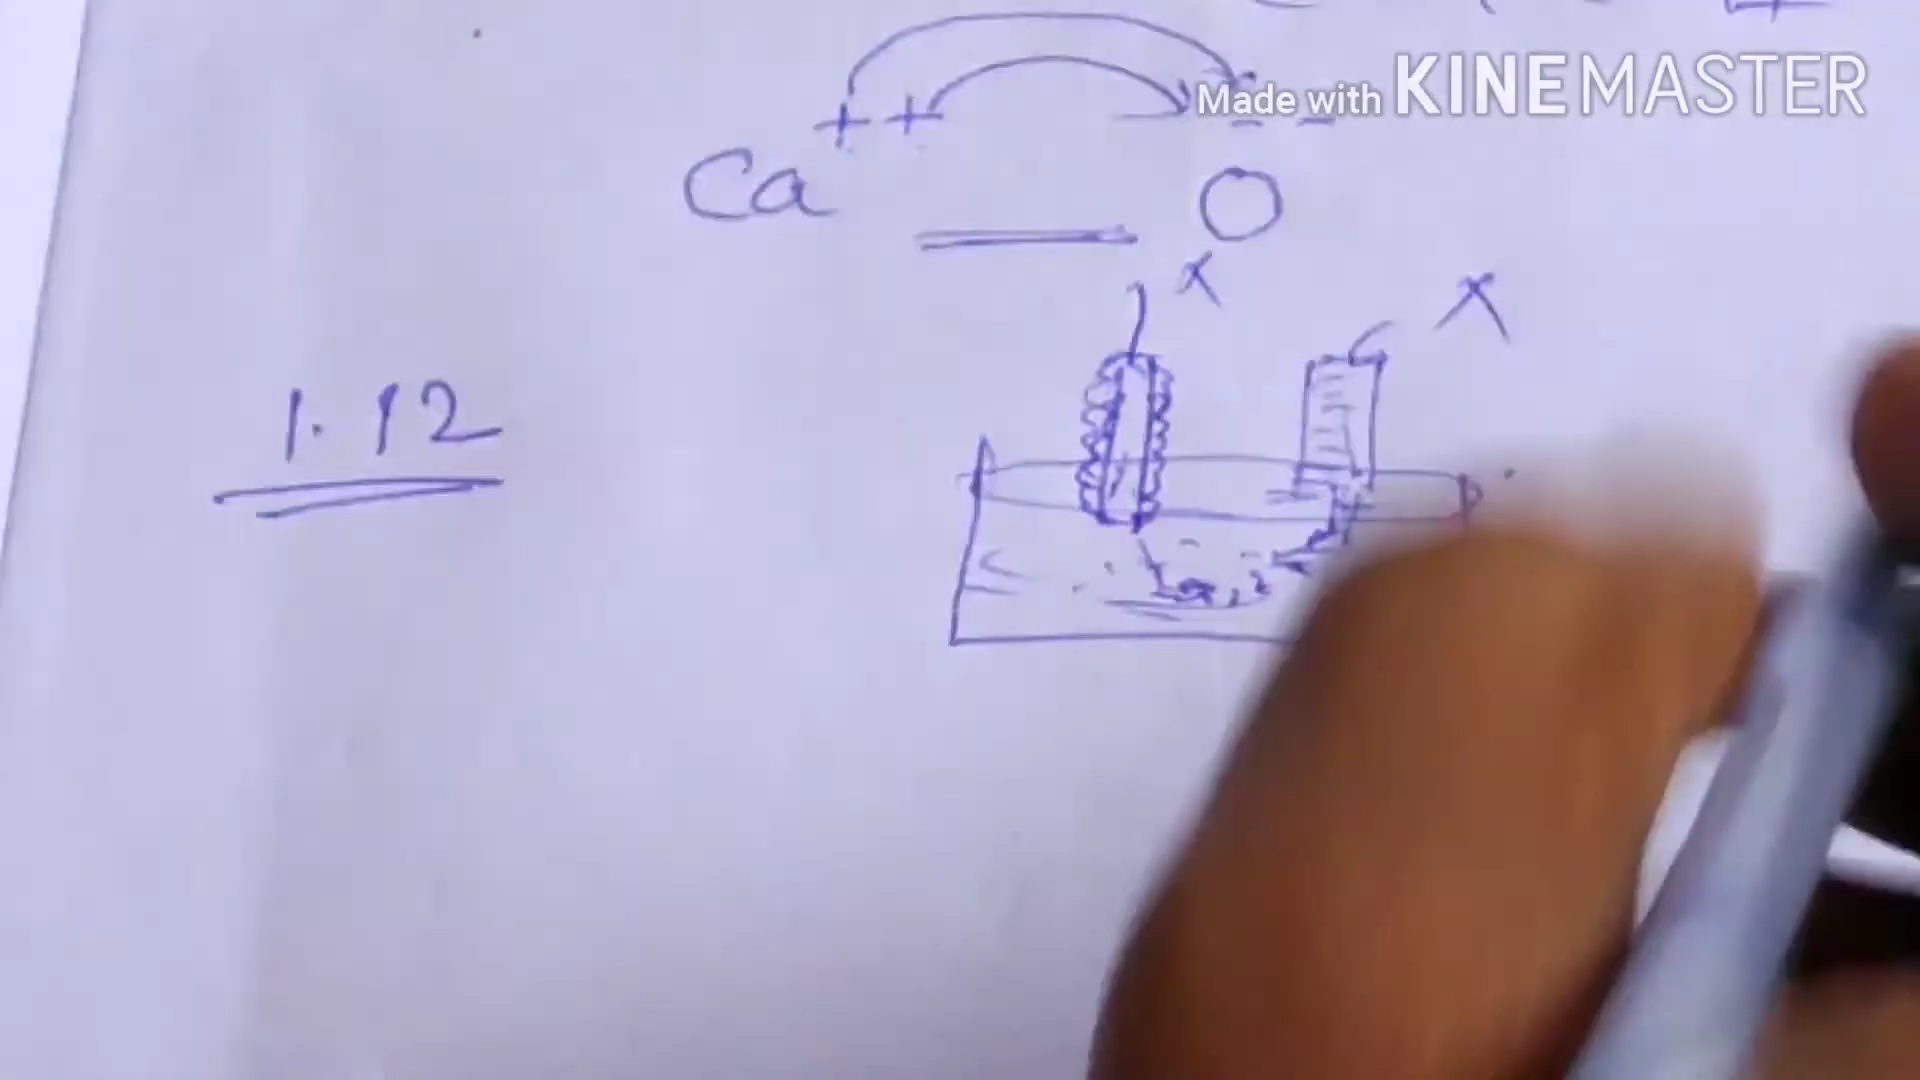 Made with KINEMASTER
++ --
Ca O
x x
1.12